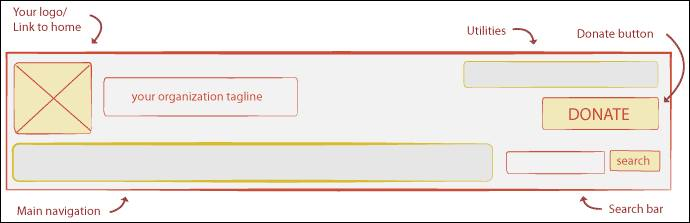 Your logo/
Link to home
Utilities
Donate button
your organization tagline
DONATE
search
Main navigation
Search bar